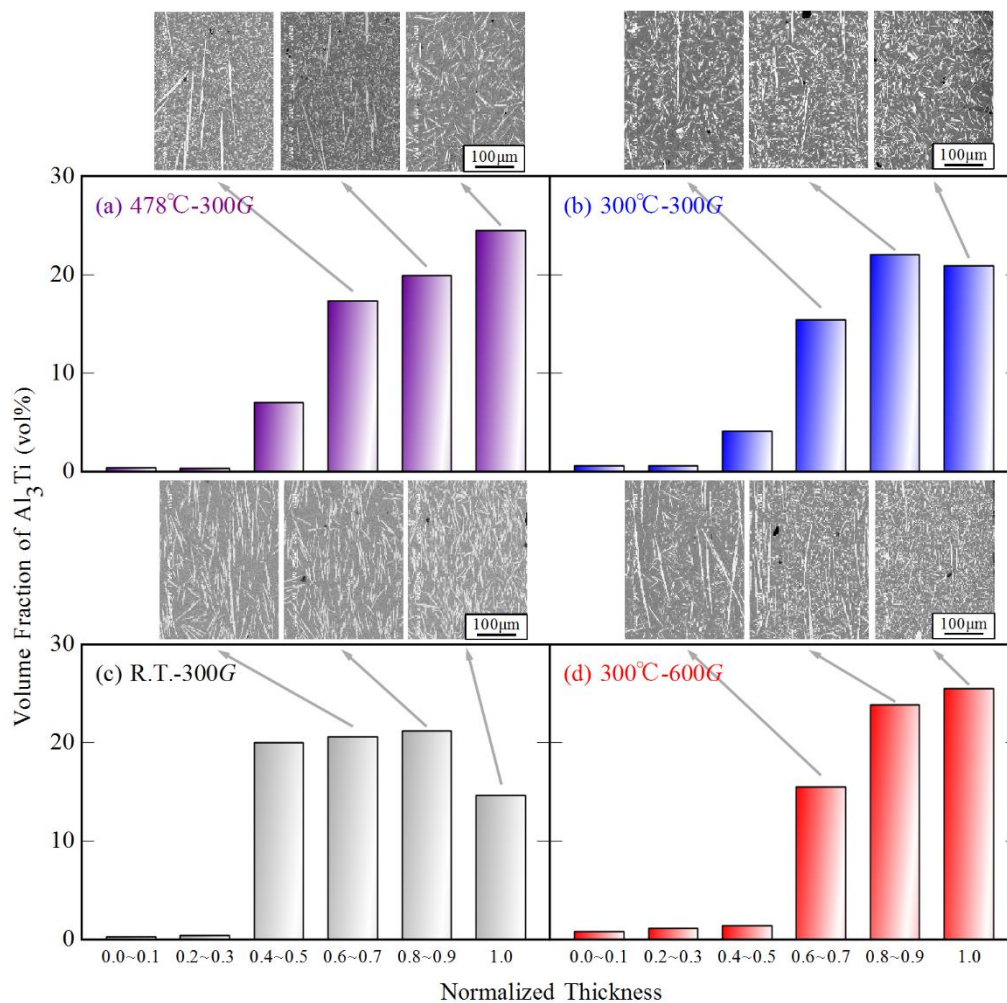 100μm
100μm
30
20
10
0
(a) 478℃-300G
(b) 300℃-300G
100μm
100μm
30
20
10
0
(c) R.T.-300G
(d) 300℃-600G
Volume Fraction of Al₃Ti (vol%)
0.0~0.1 0.2~0.3 0.4~0.5 0.6~0.7 0.8~0.9 1.0
0.0~0.1 0.2~0.3 0.4~0.5 0.6~0.7 0.8~0.9 1.0
Normalized Thickness